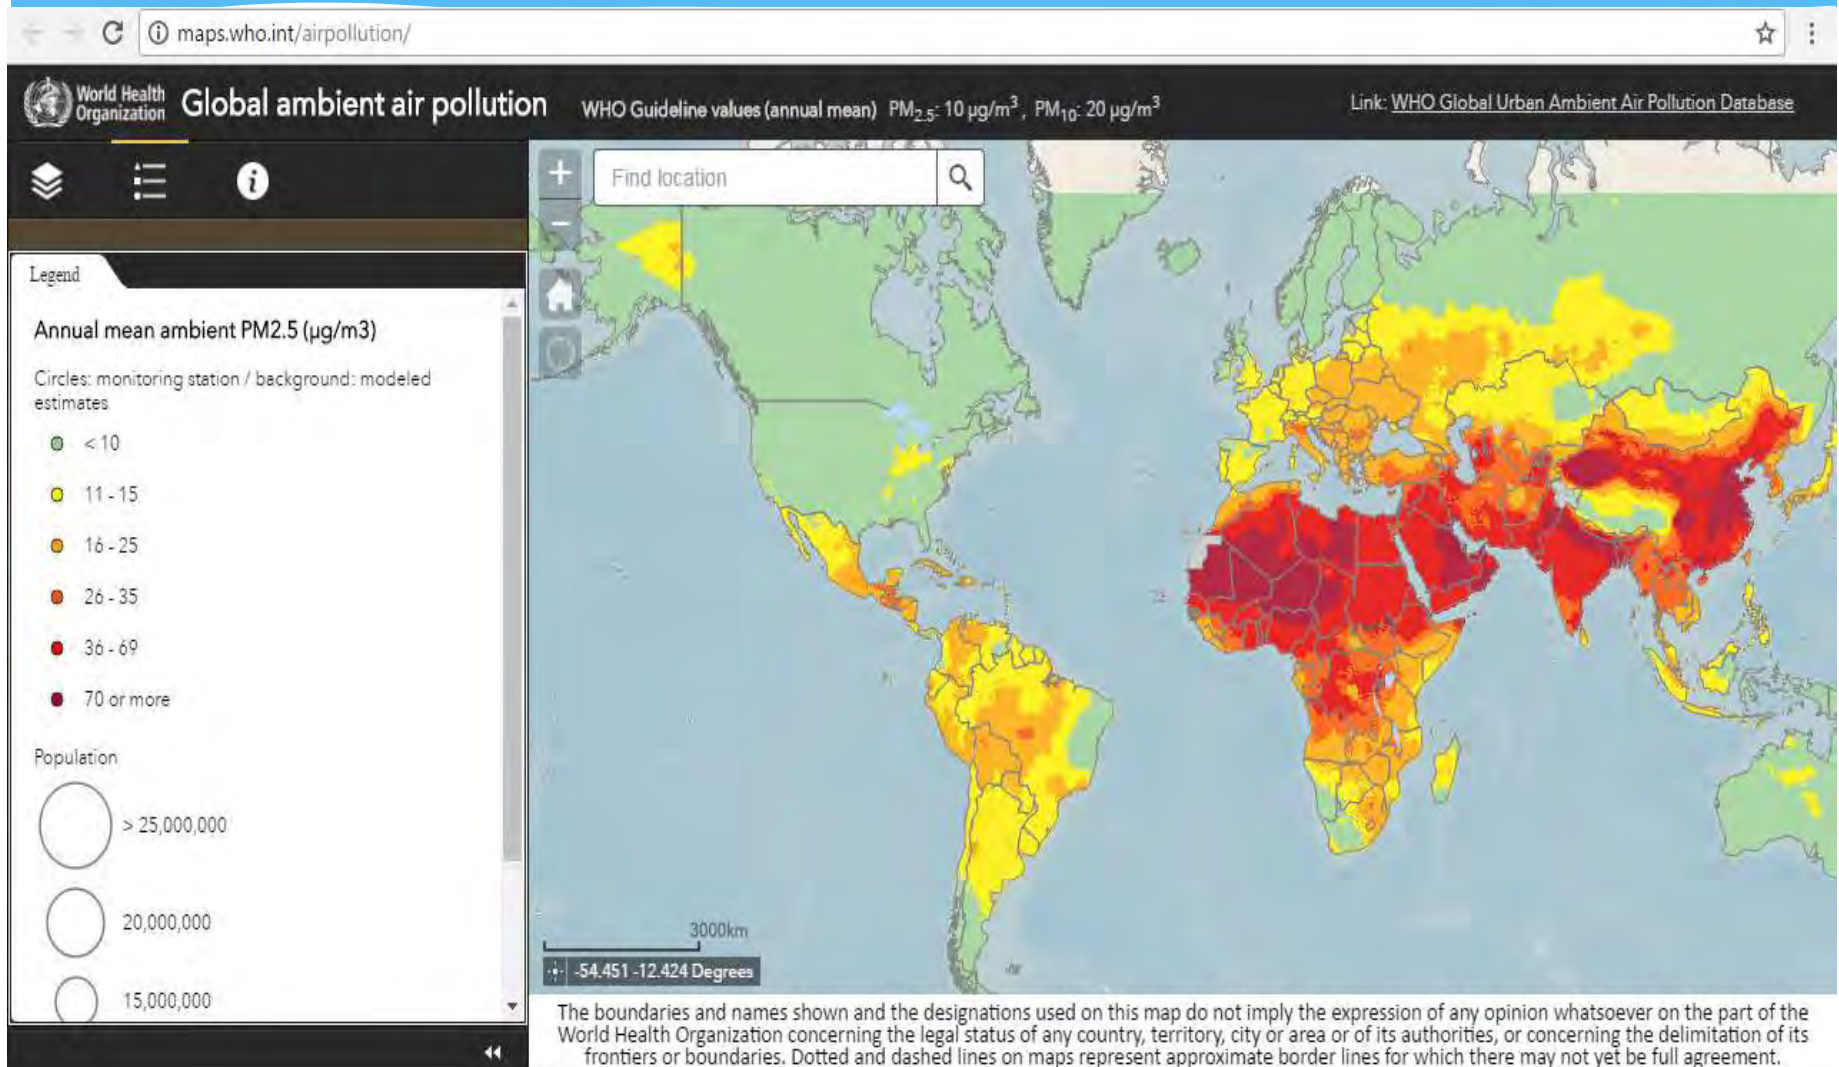 maps.who.int/airpollution/
World Health
Organization
Global ambient air pollution
WHO Guideline values (annual mean) PM2.5: 10 µg/m³, PM10: 20 µg/m³
Link: WHO Global Urban Ambient Air Pollution Database
Find location
Legend
Annual mean ambient PM2.5 (µg/m3)
Circles: monitoring station / background: modeled
estimates
< 10
11 - 15
16 - 25
26 - 35
36 - 69
70 or more
Population
> 25,000,000
20,000,000
15,000,000
3000km
-54.451 -12.424 Degrees
The boundaries and names shown and the designations used on this map do not imply the expression of any opinion whatsoever on the part of the
World Health Organization concerning the legal status of any country, territory, city or area or of its authorities, or concerning the delimitation of its
frontiers or boundaries. Dotted and dashed lines on maps represent approximate border lines for which there may not yet be full agreement.